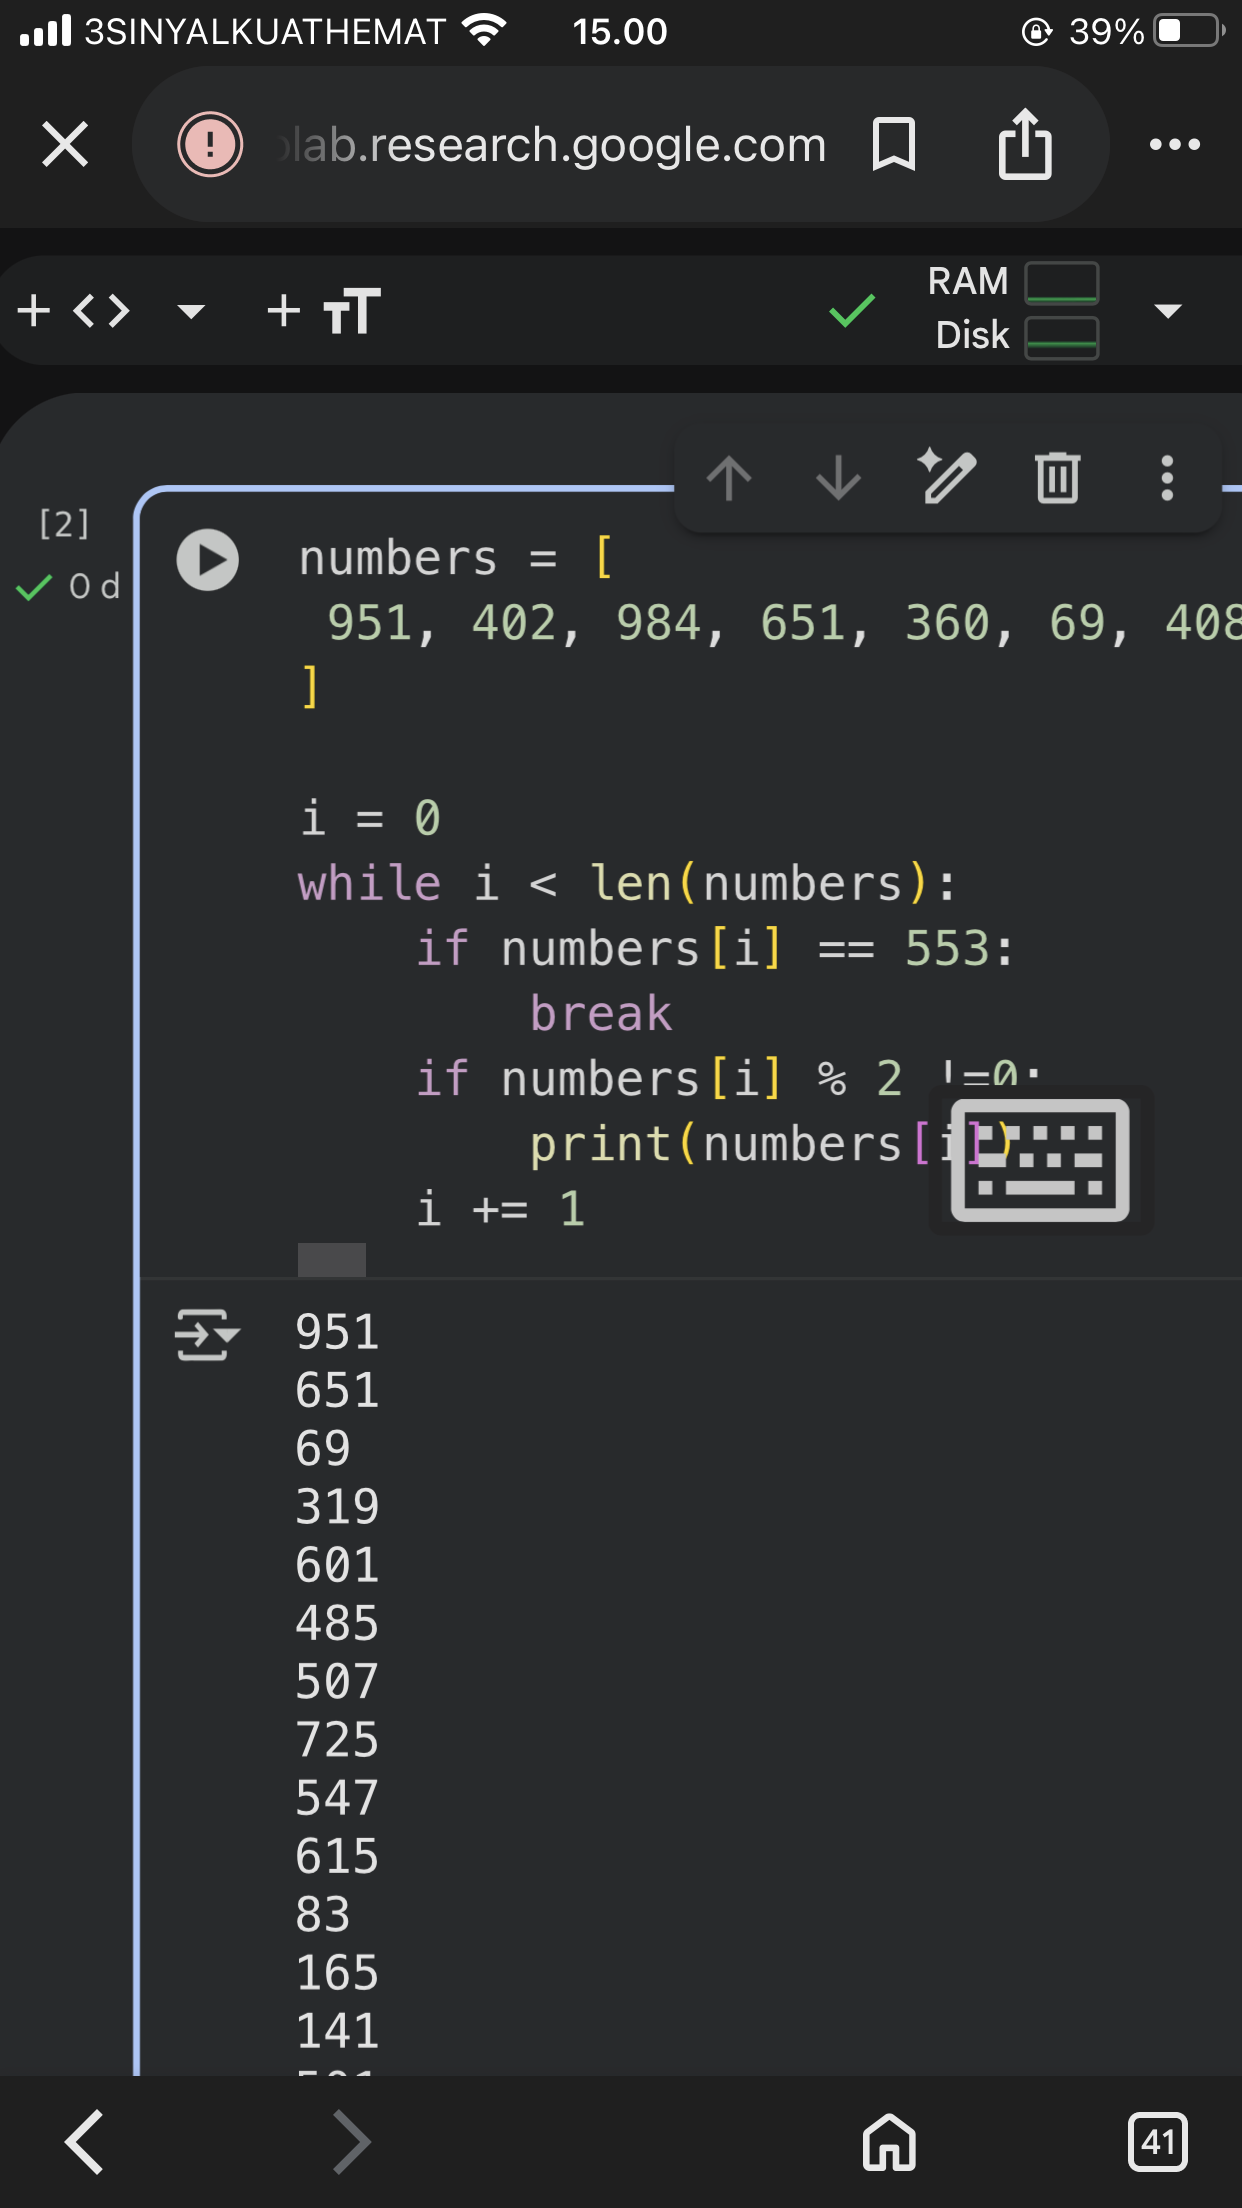 3SINYALKUATHEMAT 15.00 39%
lab.research.google.com
RAM
Disk
[2]
0 d
numbers = [
951, 402, 984, 651, 360, 69, 408
]
i = 0
while i < len(numbers):
if numbers[i] == 553:
break
if numbers[i] % 2 !=0:
print(numbers[i])
i += 1
951
651
69
319
601
485
507
725
547
615
83
165
141
41